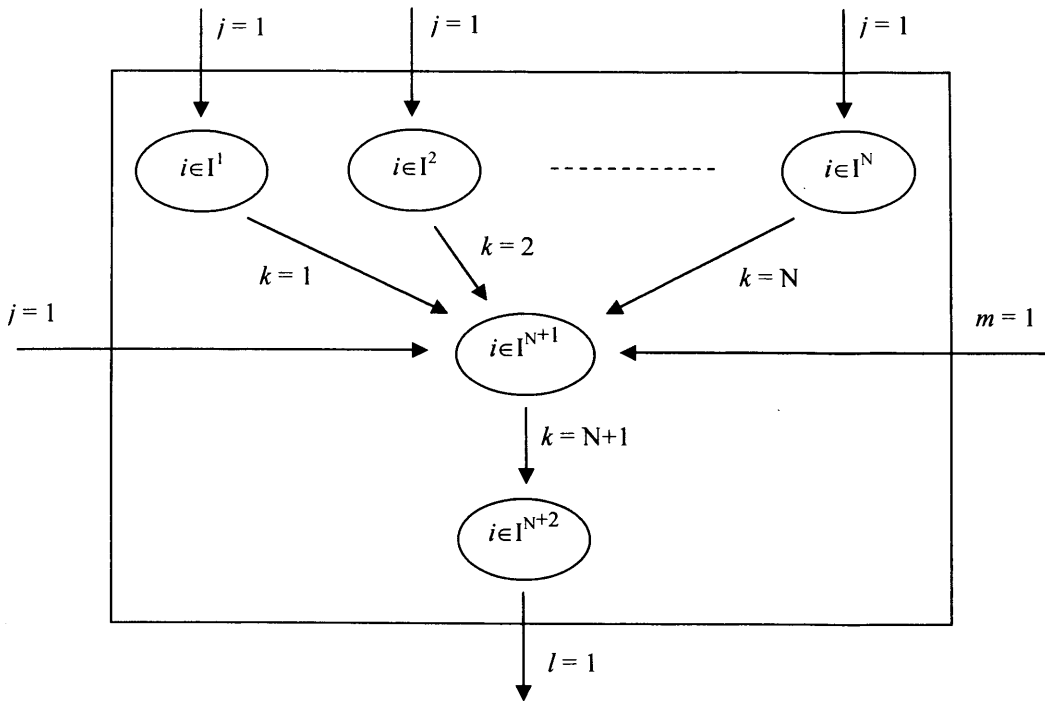 j = 1
j = 1
j = 1
i∈I¹
i∈I²
i∈Iᴺ
k = 1
k = 2
k = N
j = 1
i∈Iᴺ⁺¹
m = 1
k = N+1
i∈Iᴺ⁺²
l = 1